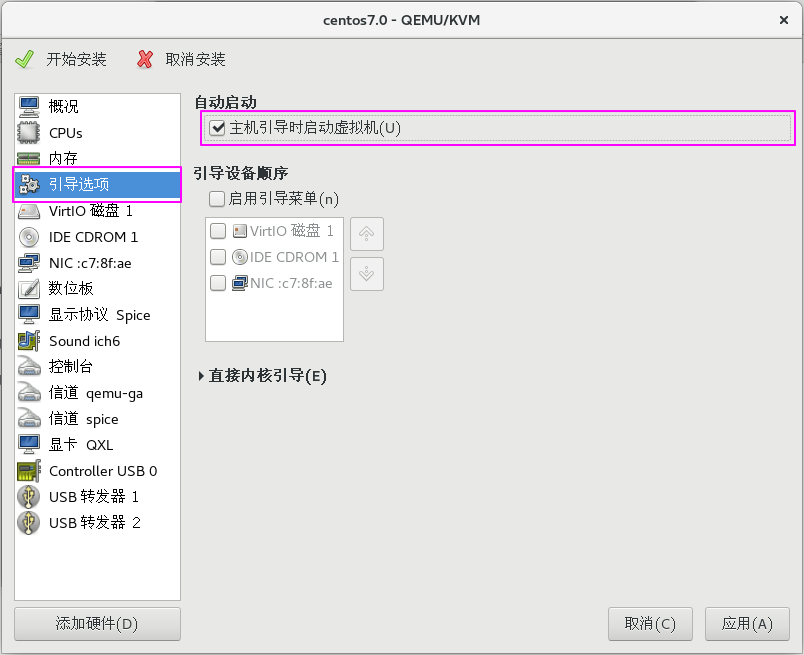 centos7.0 - QEMU/KVM
开始安装 取消安装
概况
CPUs
内存
引导选项
VirtIO 磁盘 1
IDE CDROM 1
NIC :c7:8f:ae
数位板
显示协议 Spice
Sound ich6
控制台
信道 qemu-ga
信道 spice
显卡 QXL
Controller USB 0
USB 转发器 1
USB 转发器 2
添加硬件(D)
自动启动
主机引导时启动虚拟机(U)
引导设备顺序
启用引导菜单(n)
VirtIO 磁盘 1
IDE CDROM 1
NIC :c7:8f:ae
直接内核引导(E)
取消(C) 应用(A)